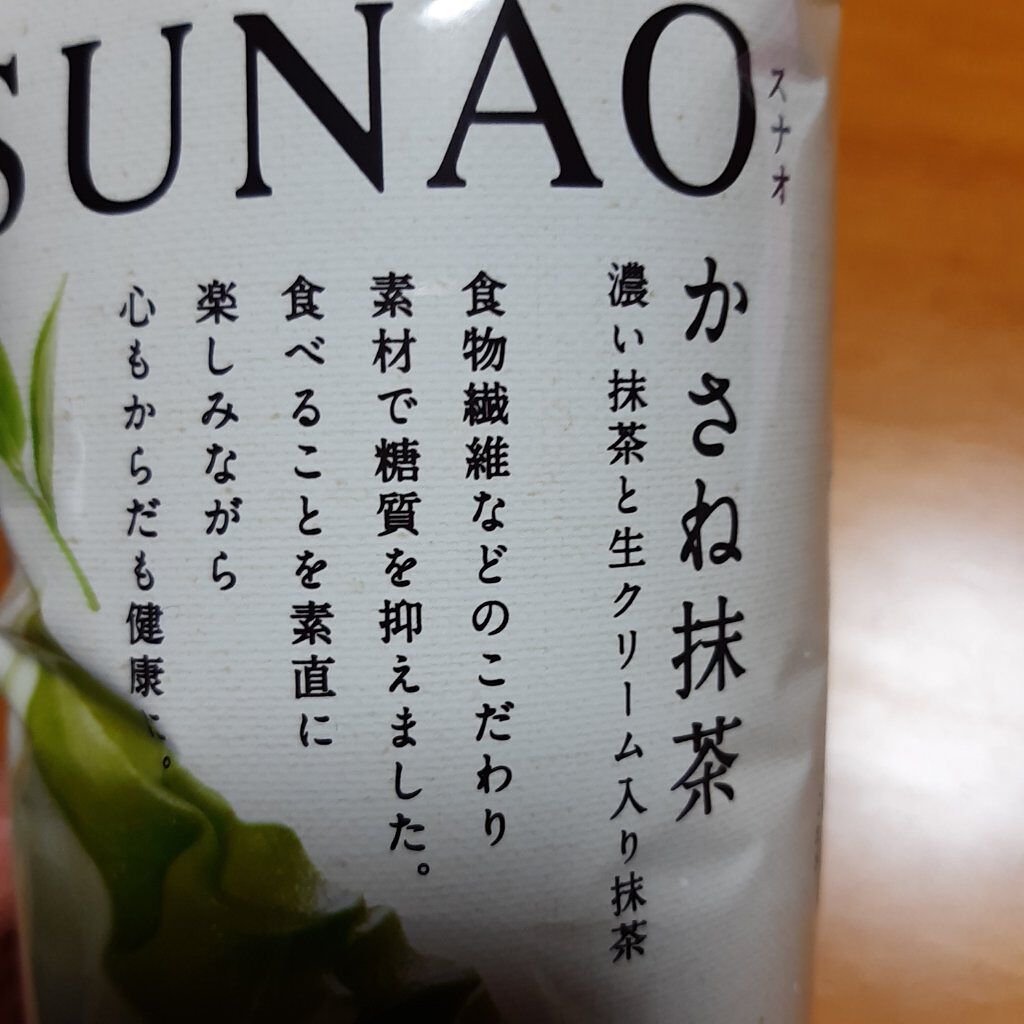 SUNAO
スナオ
かさね抹茶
濃い抹茶と生クリーム入り抹茶
食物繊維などのこだわり
素材で糖質を抑えました。
食べることを素直に
楽しみながら
心もからだも健康に。